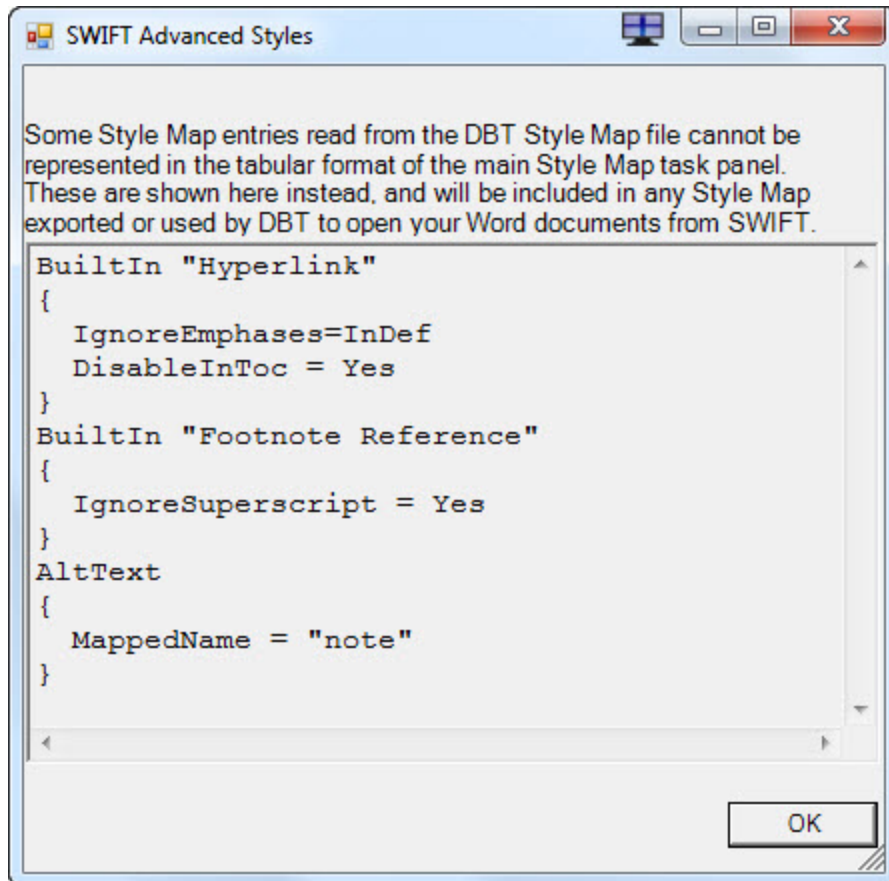 SWIFT Advanced Styles
Some Style Map entries read from the DBT Style Map file cannot be
represented in the tabular format of the main Style Map task panel.
These are shown here instead, and will be included in any Style Map
exported or used by DBT to open your Word documents from SWIFT.
BuiltIn "Hyperlink"
{
  IgnoreEmphases=InDef
  DisableInToc = Yes
}
BuiltIn "Footnote Reference"
{
  IgnoreSuperscript = Yes
}
AltText
{
  MappedName = "note"
}
OK